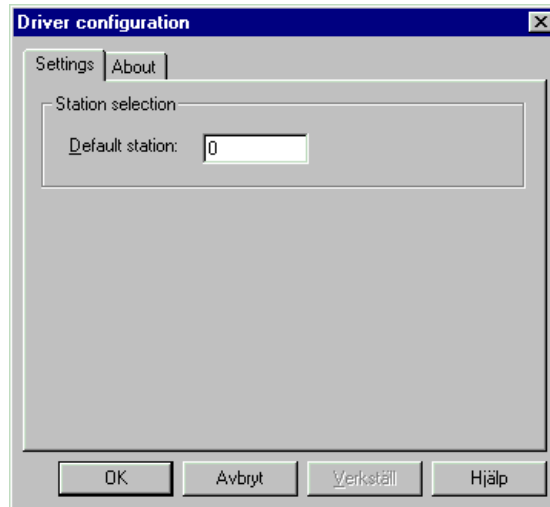 Driver configuration
Settings About
Station selection
Default station: 0
OK Avbryt Verkställ Hjälp